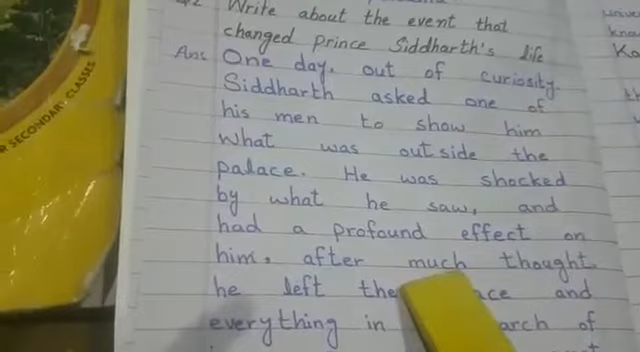 Write about the event that
changed Prince Siddharth's life
Ans One day, out of curiosity
Siddharth asked one of
his men to show him
What was outside the
palace. He was shocked
by what he saw, and
had a profound effect on
him, after much thought
he left the ace and
everything in arch of
SECONDARY CLASSES